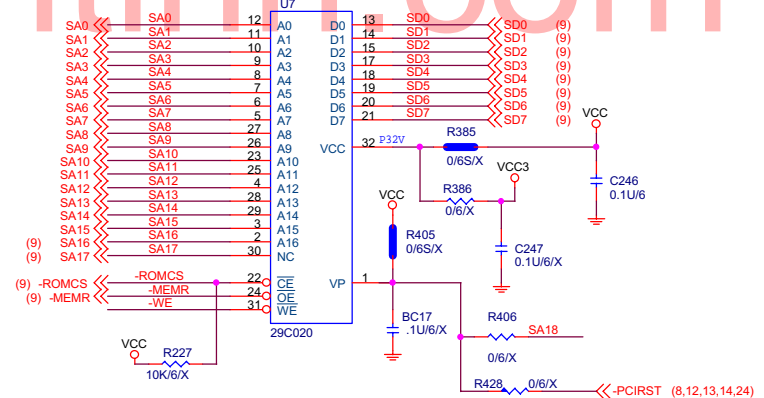 U7
SA0 SA0 12 A0 D0 13 SD0 SD0 (9)
SA1 SA1 11 A1 D1 14 SD1 SD1 (9)
SA2 SA2 10 A2 D2 15 SD2 SD2 (9)
SA3 SA3 9 A3 D3 17 SD3 SD3 (9)
SA4 SA4 8 A4 D4 18 SD4 SD4 (9)
SA5 SA5 7 A5 D5 19 SD5 SD5 (9)
SA6 SA6 6 A6 D6 20 SD6 SD6 (9)
SA7 SA7 5 A7 D7 21 SD7 SD7 (9)
SA8 SA8 27 A8
SA9 SA9 26 A9 VCC 32 P32V R385 VCC
SA10 SA10 23 A10 0/6S/X
SA11 SA11 25 A11 VCC3
SA12 SA12 4 A12 R386 C246
SA13 SA13 28 A13 0/6/X 0.1U/6
SA14 SA14 29 A14 VCC
SA15 SA15 3 A15
(9) SA16 SA16 2 A16 R405
(9) SA17 SA17 30 NC 0/6S/X C247
0.1U/6/X
(9) -ROMCS -ROMCS 22 CE VP 1
(9) -MEMR -MEMR 24 OE
-WE 31 WE
29C020
BC17
.1U/6/X
R406 SA18
0/6/X
VCC R227
10K/6/X
R428 0/6/X -PCIRST (8,12,13,14,24)